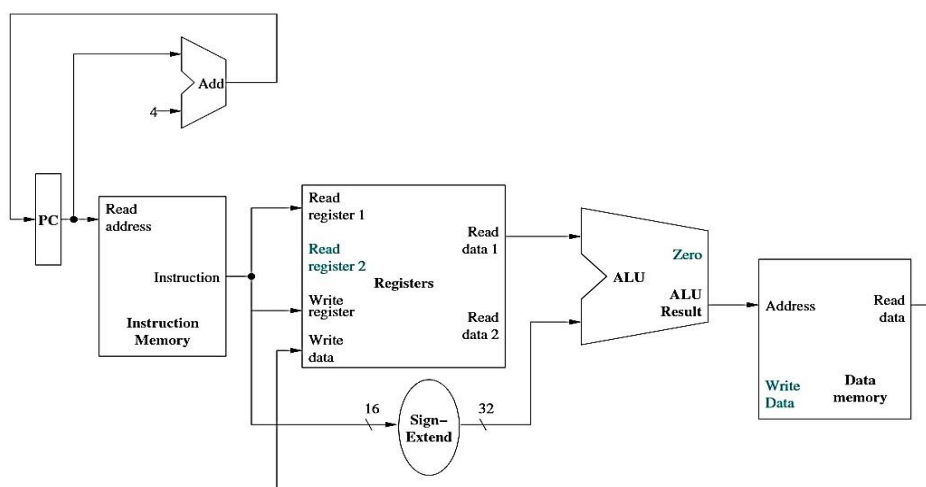 Add
4
PC
Read
address
Instruction
Instruction
Memory
Read
register 1
Read
register 2
Write
register
Write
data
Registers
Read
data 1
Read
data 2
16
Sign-
Extend
32
Zero
ALU
ALU
Result
Address
Read
data
Write
Data
Data
memory